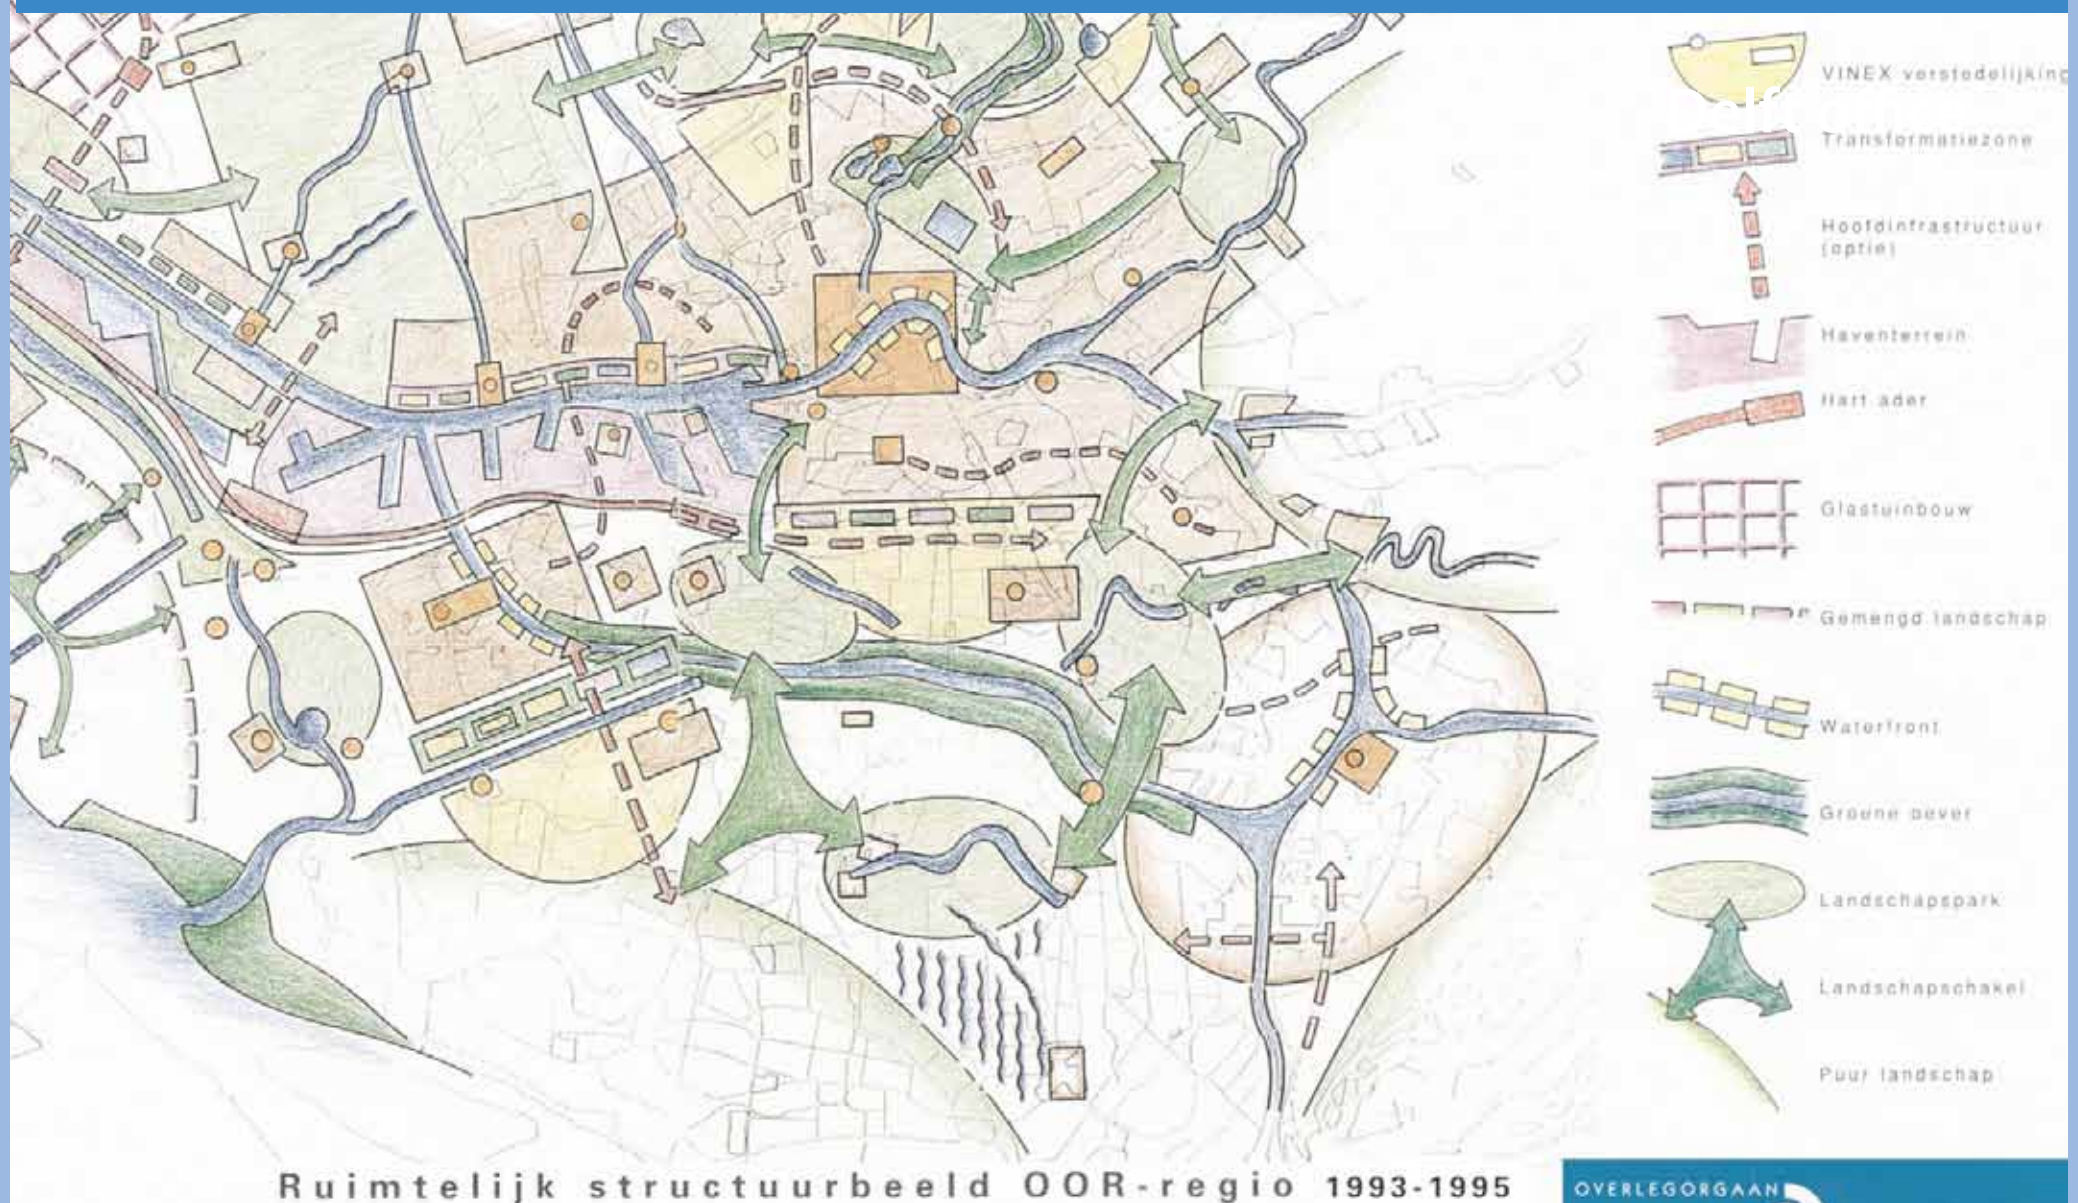 VINEX verstedelijking
Transformatiezone
Hoofdinfrastructuur
(optie)
Haventerrein
Hart ader
Glastuinbouw
Gemengd landschap
Waterfront
Groene oever
Landschapspark
Landschapschakel
Puur landschap
Ruimtelijk structuurbeeld OOR-regio 1993-1995
OVERLEGORGAAN